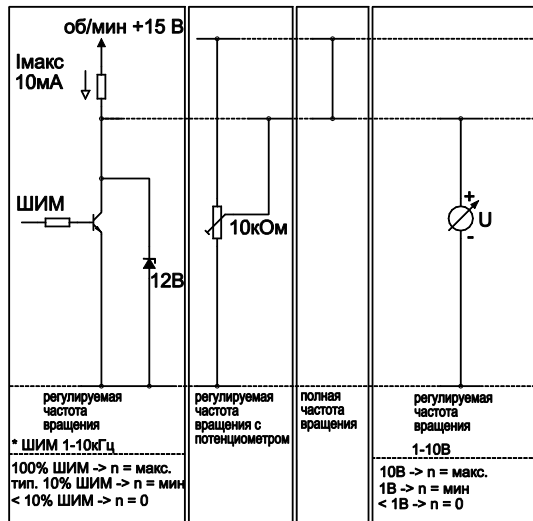 об/мин +15 В
Iмакс
10мА
ШИМ
12В
10кОм
+
U
-
регулируемая
частота
вращения
* ШИМ 1-10кГц
100% ШИМ -> n = макс.
тип. 10% ШИМ -> n = мин
< 10% ШИМ -> n = 0
регулируемая
частота
вращения с
потенциометром
полная
частота
вращения
регулируемая
частота
вращения
1-10В
10В -> n = макс.
1В -> n = мин
< 1В -> n = 0